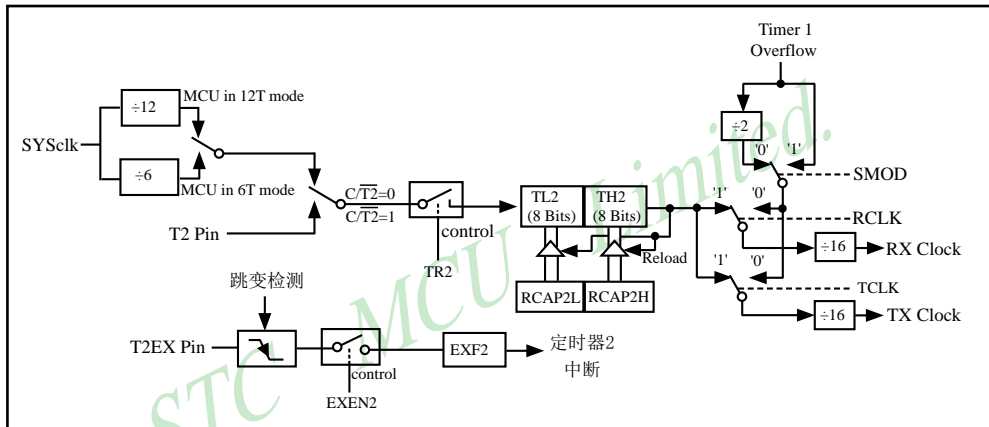 Timer 1
Overflow
÷12
MCU in 12T mode
SYSclk
÷6
MCU in 6T mode
÷2
'0'
'1'
SMOD
C/T2=0
C/T2=1
T2 Pin
control
TR2
TL2
(8 Bits)
TH2
(8 Bits)
Reload
RCAP2L
RCAP2H
'1'
'0'
RCLK
÷16
RX Clock
'1'
'0'
TCLK
÷16
TX Clock
跳变检测
T2EX Pin
control
EXEN2
EXF2
定时器2
中断
STC MCU Limited.